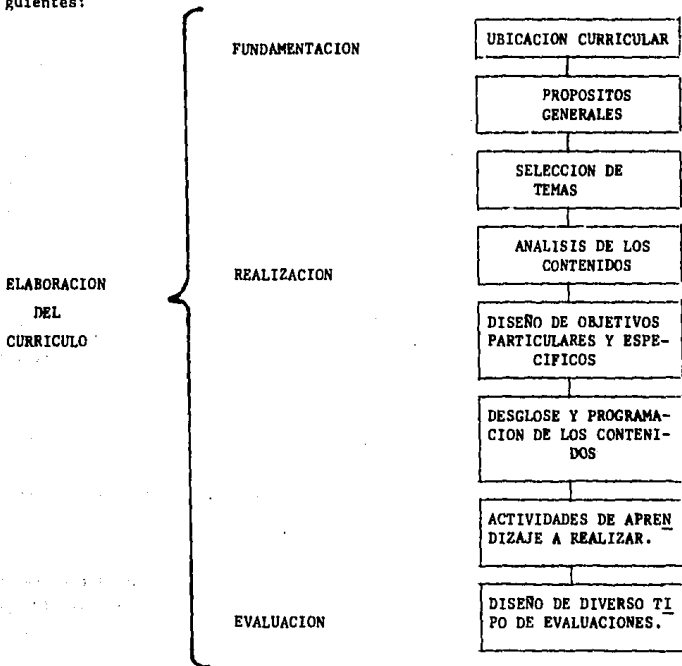 guientes:
ELABORACION
DEL
CURRICULO
FUNDAMENTACION
REALIZACION
EVALUACION
UBICACION CURRICULAR
PROPOSITOS
GENERALES
SELECCION DE
TEMAS
ANALISIS DE LOS
CONTENIDOS
DISEÑO DE OBJETIVOS
PARTICULARES Y ESPE-
CIFICOS
DESGLOSE Y PROGRAMA-
CION DE LOS CONTENI-
DOS
ACTIVIDADES DE APREN
DIZAJE A REALIZAR.
DISEÑO DE DIVERSO TI
PO DE EVALUACIONES.